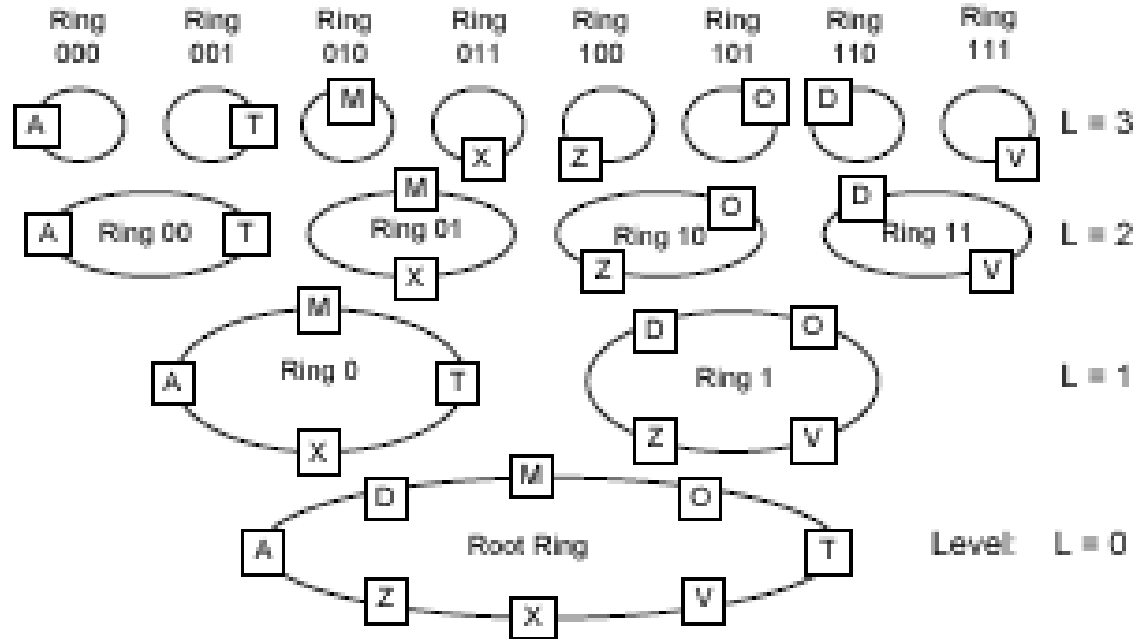 Ring Ring Ring Ring Ring Ring Ring Ring
000 001 010 011 100 101 110 111
A T M X Z O D V L = 3
A Ring 00 T M Ring 01 X Z Ring 10 O D Ring 11 V L = 2
M
A Ring 0 T
X
D O
Ring 1 L = 1
Z V
D M O
A Root Ring T Level: L = 0
Z X V